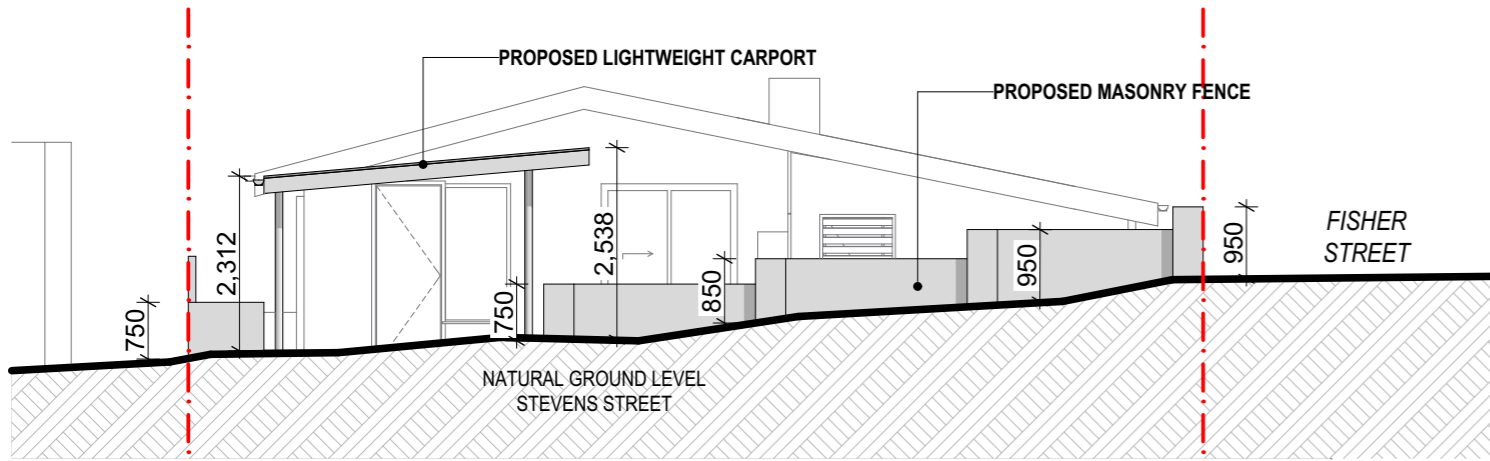 PROPOSED LIGHTWEIGHT CARPORT
PROPOSED MASONRY FENCE
FISHER
STREET
2,312
2,538
750
750
850
950
950
NATURAL GROUND LEVEL
STEVENS STREET